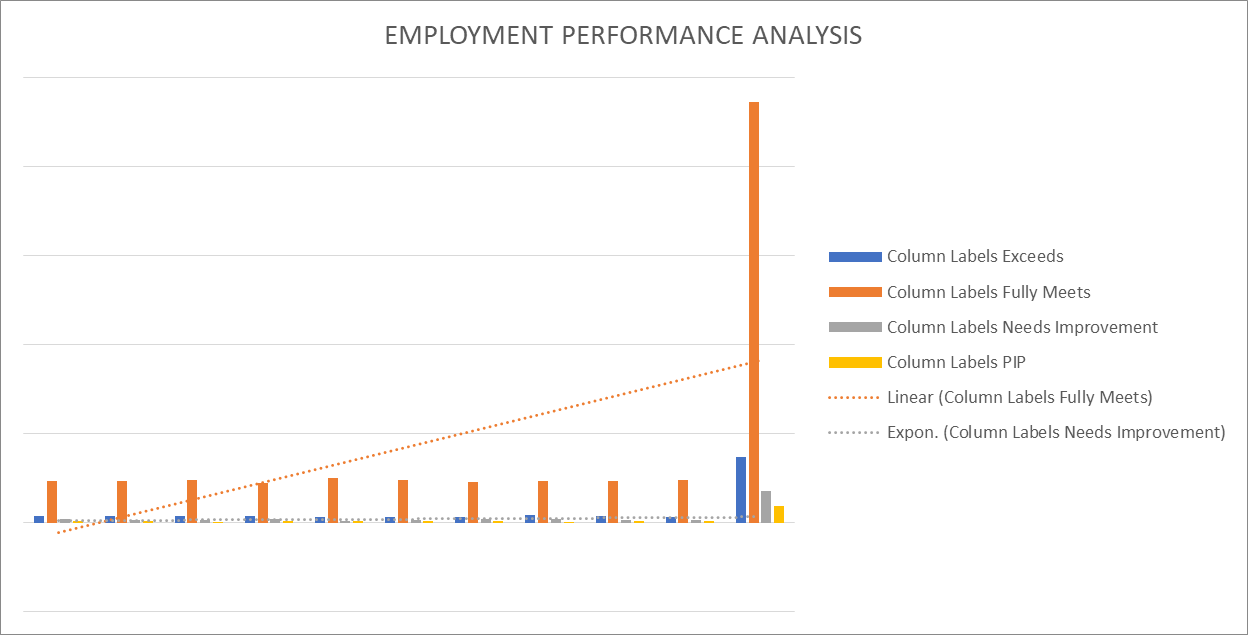 EMPLOYMENT PERFORMANCE ANALYSIS
Column Labels Exceeds
Column Labels Fully Meets
Column Labels Needs Improvement
Column Labels PIP
Linear (Column Labels Fully Meets)
Expon. (Column Labels Needs Improvement)